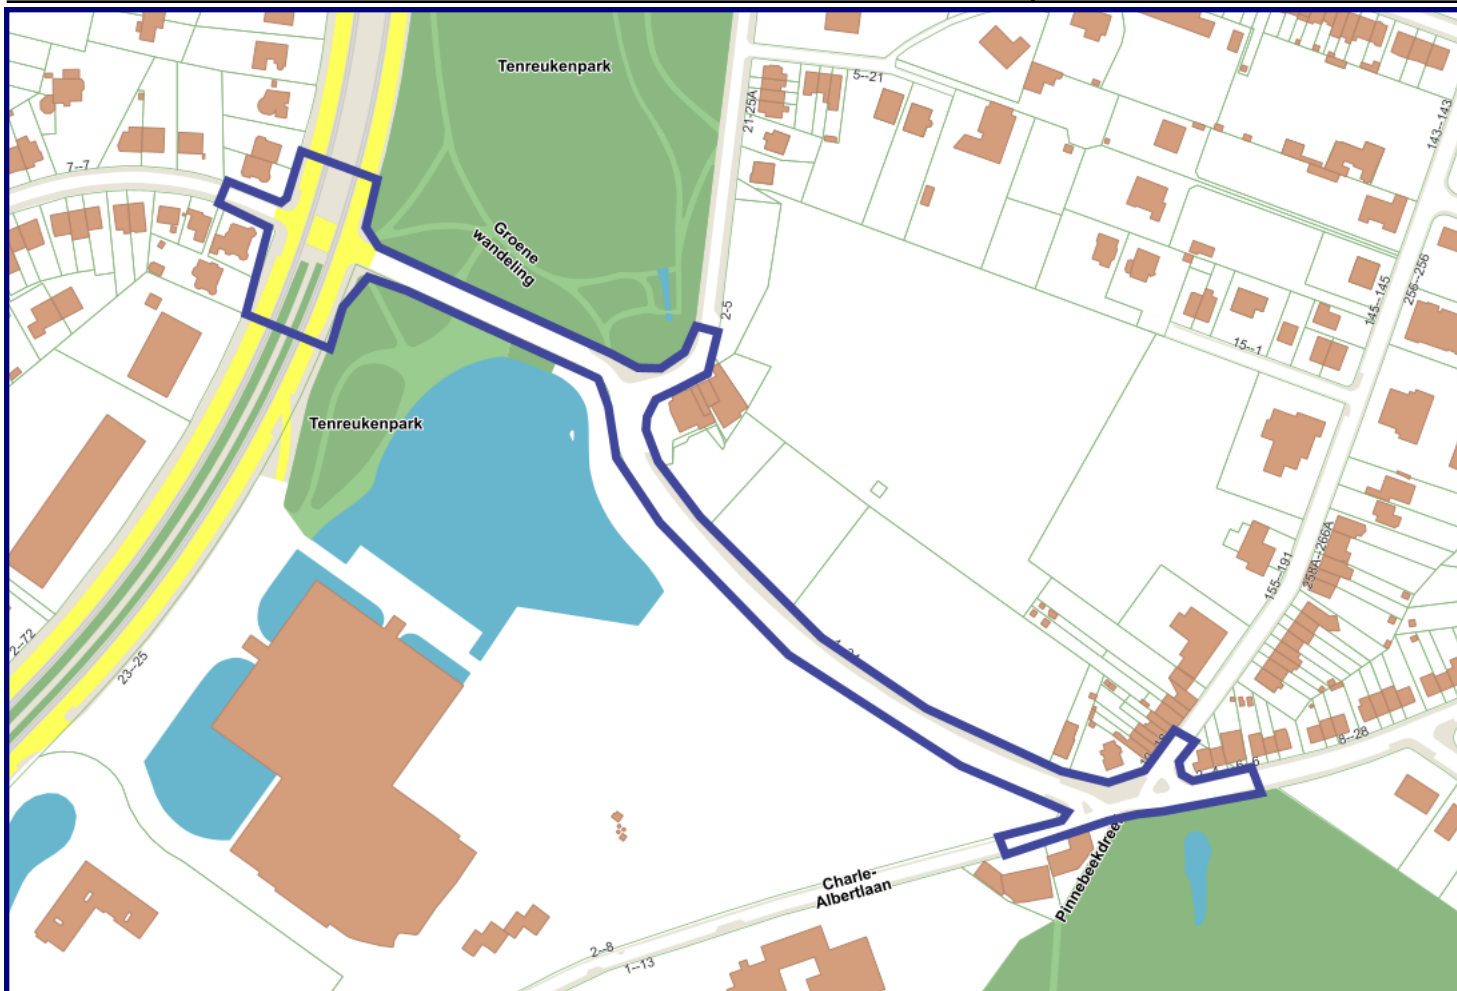 Tenreukenpark
5--21
21-25A
143--143
7--7
Groene
wandeling
2-5
145--145
256--256
15--1
Tenreukenpark
258A--266A
155--191
2--72
23--25
8--28
Charle-
Albertlaan
Pinnebeekdreef
2--8
1--13